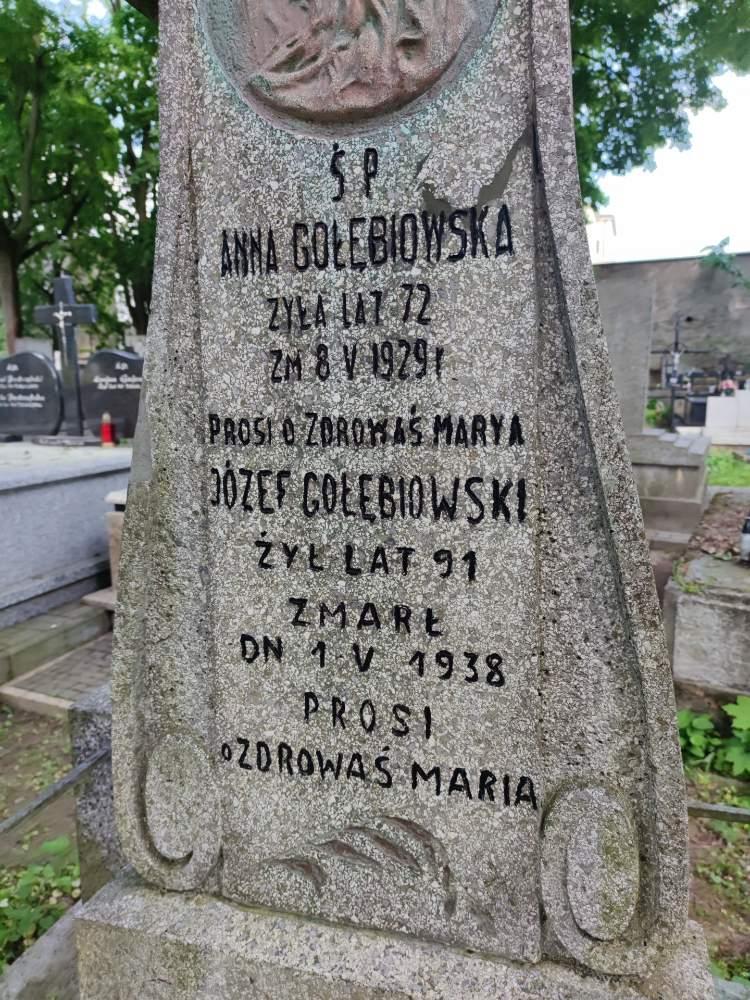 Ś P
ANNA GOŁĘBIOWSKA
ŻYŁA LAT 72
ZM 8 V 1929 r.
PROSI O ZDROWAŚ MARYA
JÓZEF GOŁĘBIOWSKI
ŻYŁ LAT 91
ZMARŁ
DN 1-V 1938
PROSI
o ZDROWAŚ MARIA